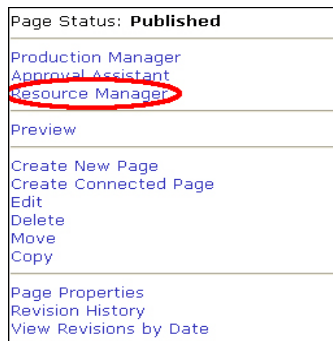 Page Status: Published
Production Manager
Approval Assistant
Resource Manager
Preview
Create New Page
Create Connected Page
Edit
Delete
Move
Copy
Page Properties
Revision History
View Revisions by Date